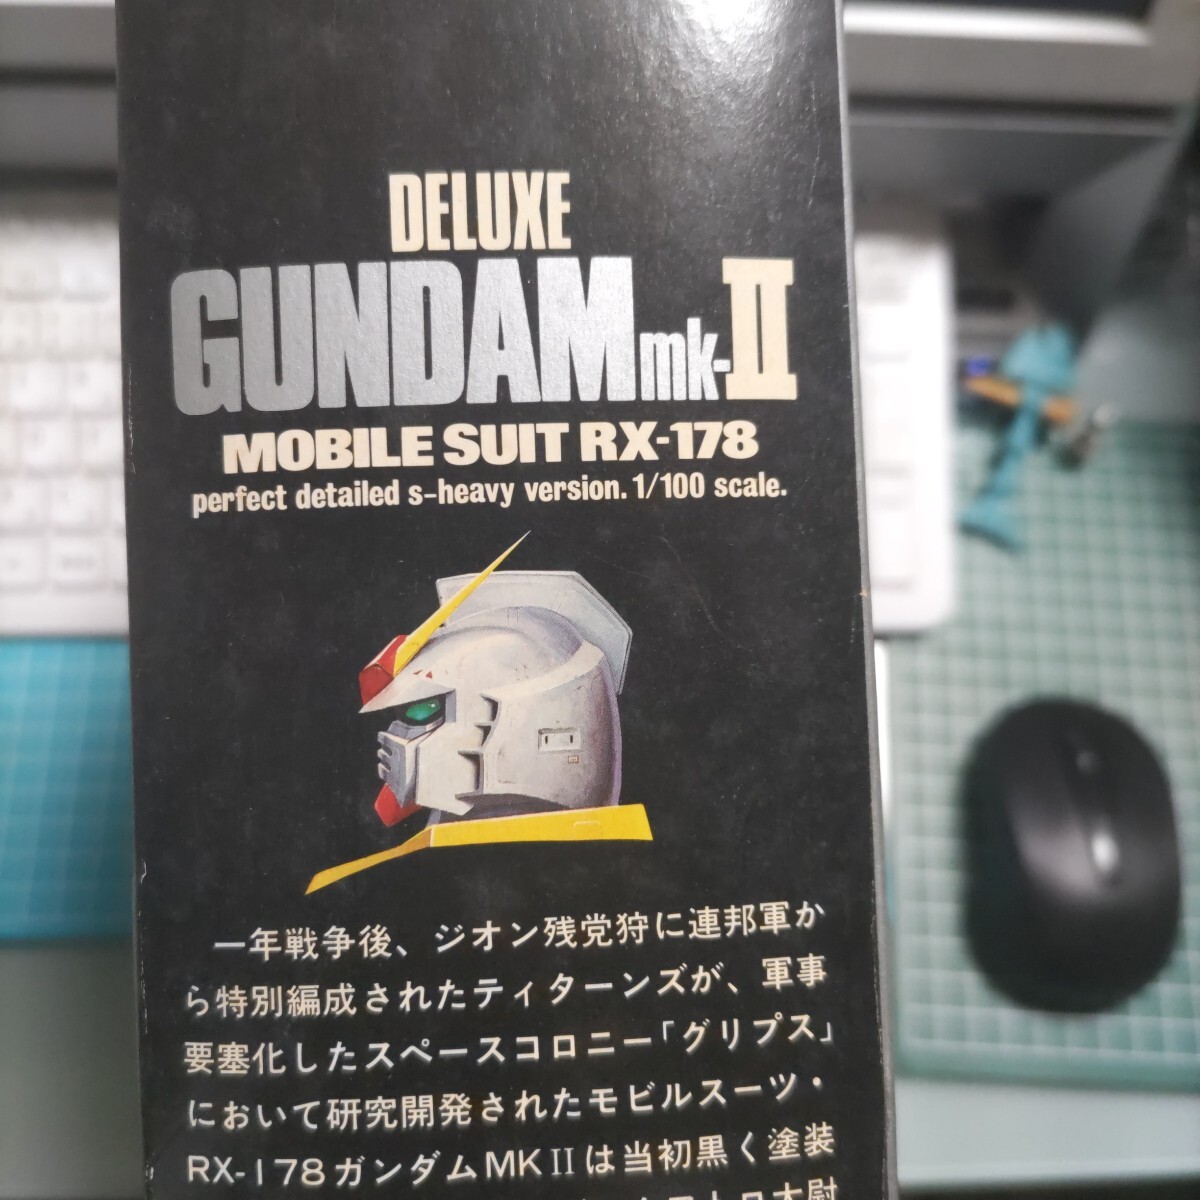 DELUXE
GUNDAM mk-II
MOBILE SUIT RX-178
perfect detailed s-heavy version. 1/100 scale.
一年戦争後、ジオン残党狩に連邦軍か
ら特別編成されたティターンズが、軍事
要塞化したスペースコロニー「グリプス」
において研究開発されたモビルスーツ・
RX-178ガンダムMKⅡは当初黒く塗装